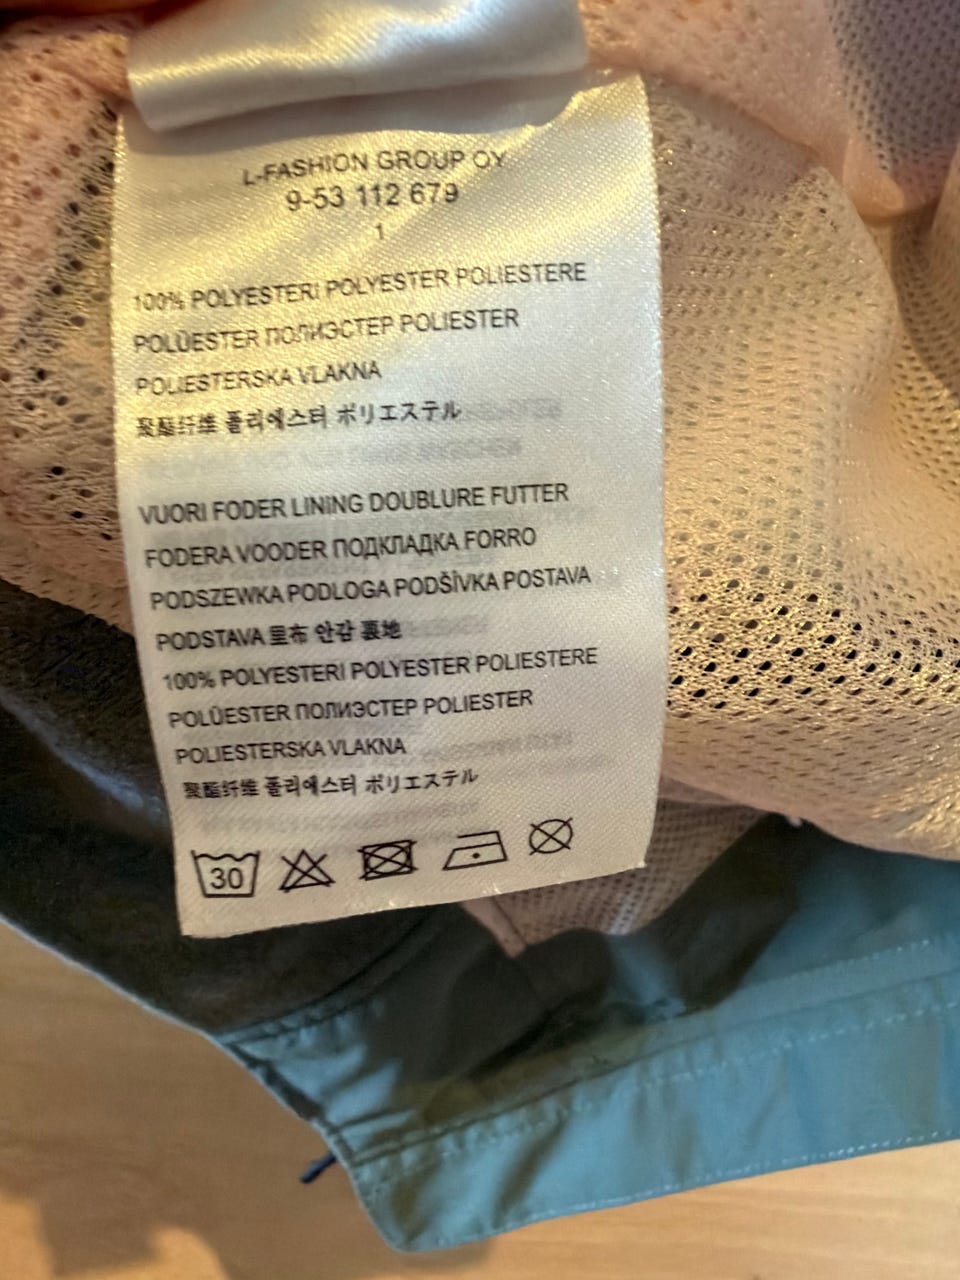 L-FASHION GROUP OY
9-53 112 679
1
100% POLYESTERI POLYESTER POLIESTERE
POLÜESTER ПОЛИЭСТЕР POLIESTER
POLIESTERSKA VLAKNA
聚酯纤维 폴리에스터 ポリエステル
VUORI FODER LINING DOUBLURE FUTTER
FODERA VOODER ПОДКЛАДКА FORRO
PODSZEWKA PODLOGA PODŠÍVKA POSTAVA
PODSTAVA 里布 안감 裏地
100% POLYESTERI POLYESTER POLIESTERE
POLÜESTER ПОЛИЭСТЕР POLIESTER
POLIESTERSKA VLAKNA
聚酯纤维 폴리에스터 ポリエステル
30